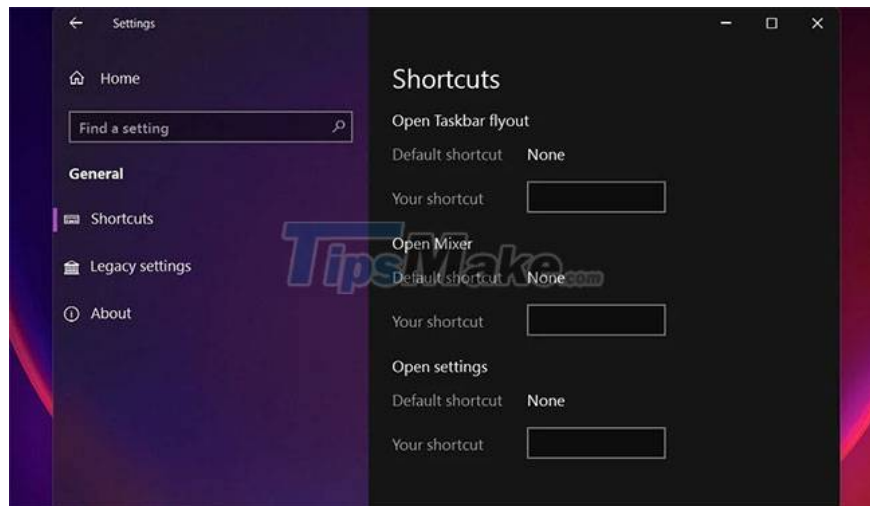 Settings
Home
Find a setting
General
Shortcuts
Legacy settings
About
Shortcuts
Open Taskbar flyout
Default shortcut None
Your shortcut
Open Mixer
Default shortcut None
Your shortcut
Open settings
Default shortcut None
Your shortcut
TipsMake.com